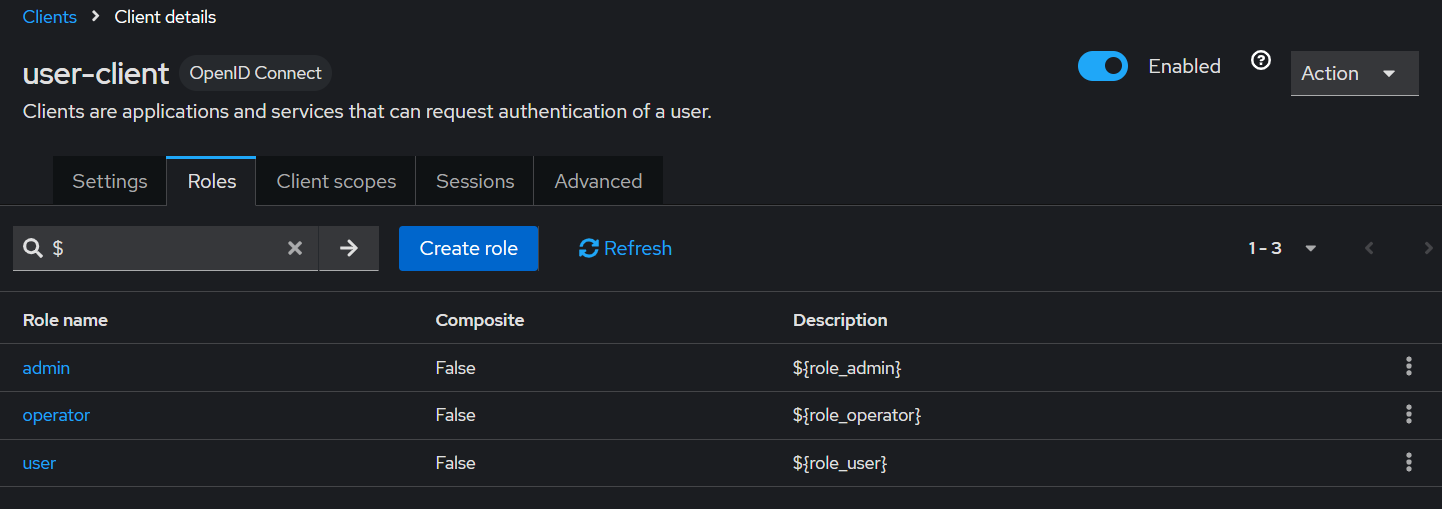 Clients > Client details
user-client OpenID Connect
Enabled ? Action
Clients are applications and services that can request authentication of a user.
Settings Roles Client scopes Sessions Advanced
$ Create role Refresh 1 - 3
Role name Composite Description
admin False ${role_admin}
operator False ${role_operator}
user False ${role_user}